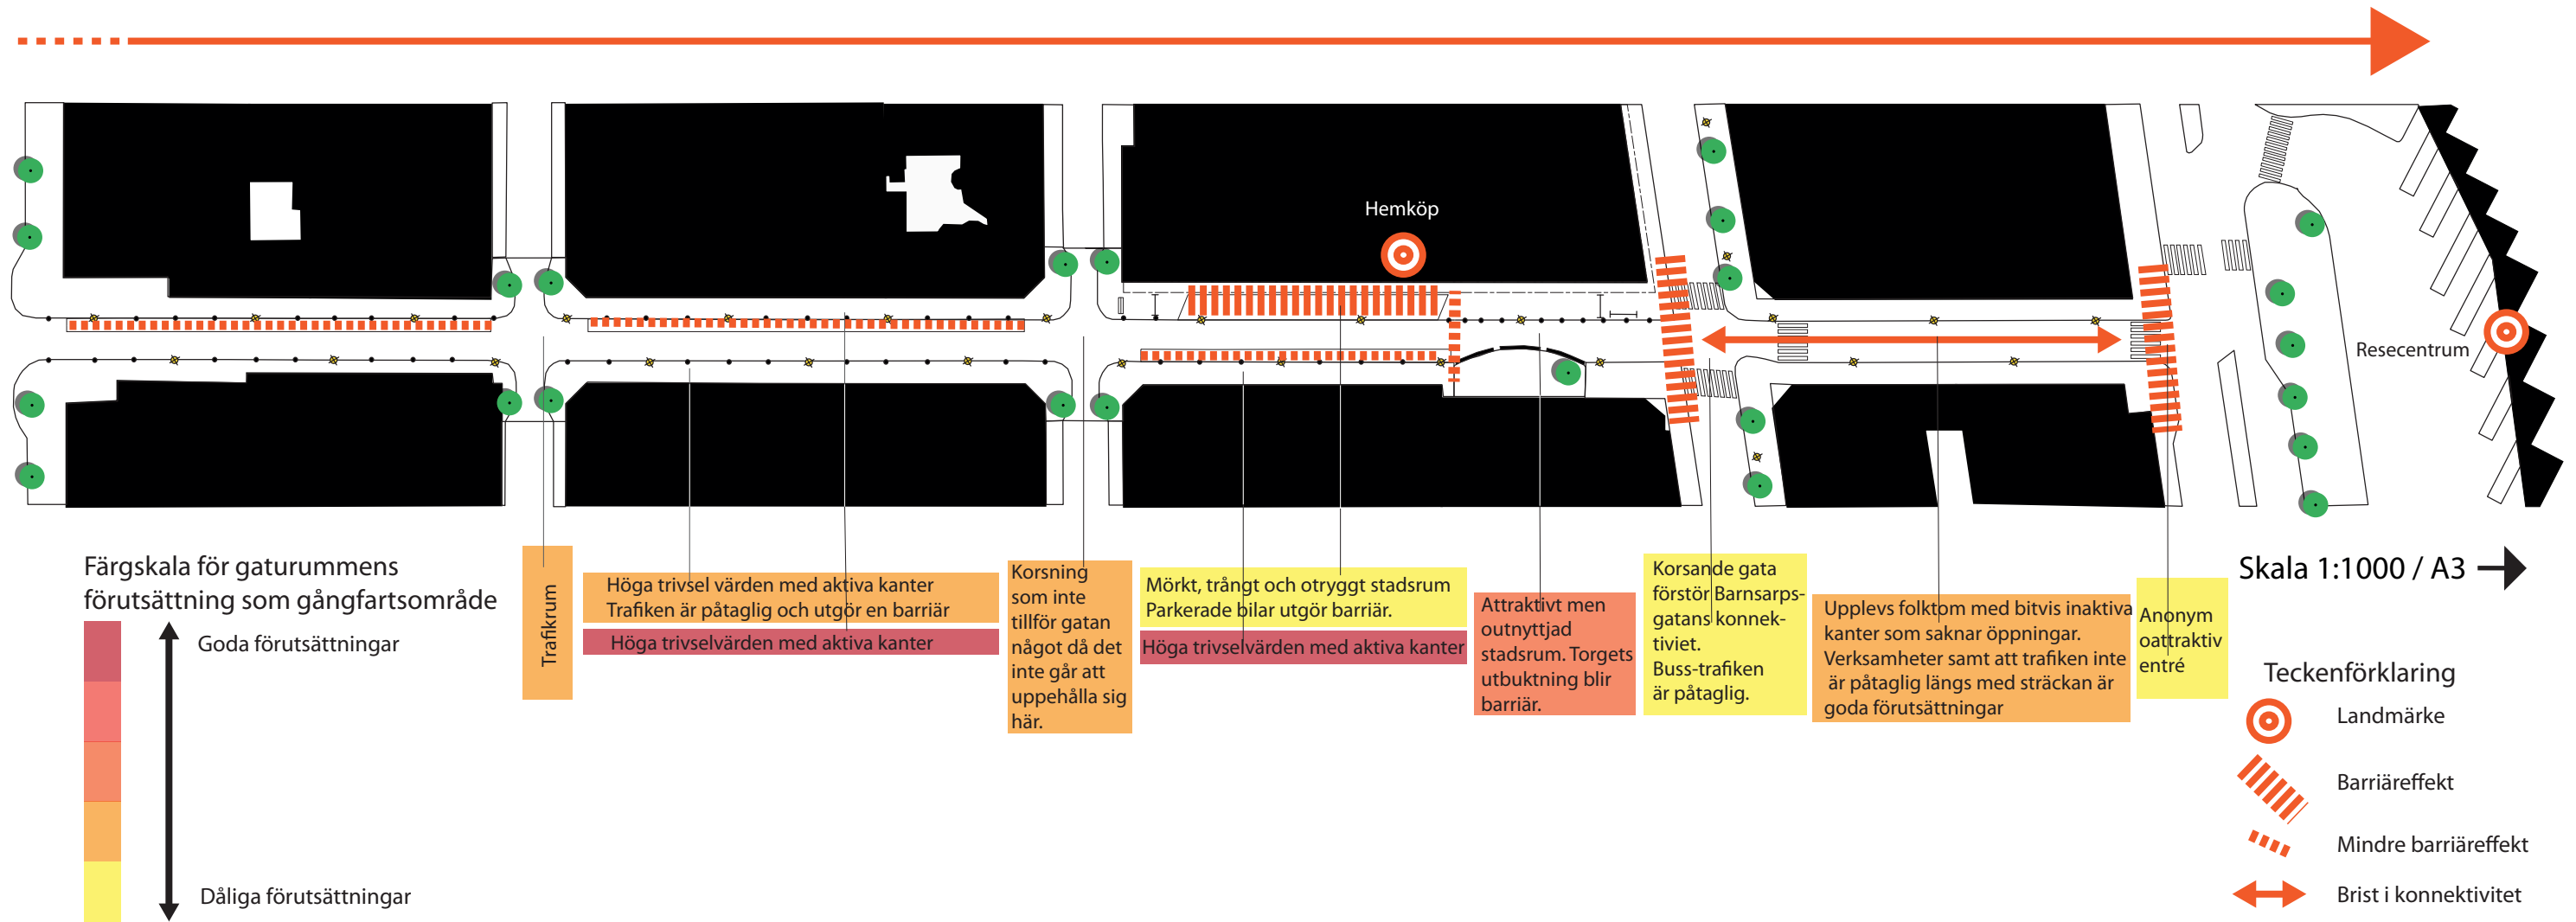 Hemköp
Resecentrum
Färgskala för gaturummens
förutsättning som gångfartsområde
Goda förutsättningar
Dåliga förutsättningar
Trafikrum
Höga trivsel värden med aktiva kanter
Trafiken är påtaglig och utgör en barriär
Höga trivselvärden med aktiva kanter
Korsning
som inte
tillför gatan
något då det
inte går att
uppehålla sig
här.
Mörkt, trångt och otryggt stadsrum
Parkerade bilar utgör barriär.
Höga trivselvärden med aktiva kanter
Attraktivt men
outnyttjad
stadsrum. Torgets
utbuktning blir
barriär.
Korsande gata
förstör Barnsarps-
gatans konnek-
tiviet.
Buss-trafiken
är påtaglig.
Upplevs folktom med bitvis inaktiva
kanter som saknar öppningar.
Verksamheter samt att trafiken inte
är påtaglig längs med sträckan är
goda förutsättningar
Anonym
oattraktiv
entré
Skala 1:1000 / A3
Teckenförklaring
Landmärke
Barriäreffekt
Mindre barriäreffekt
Brist i konnektivitet